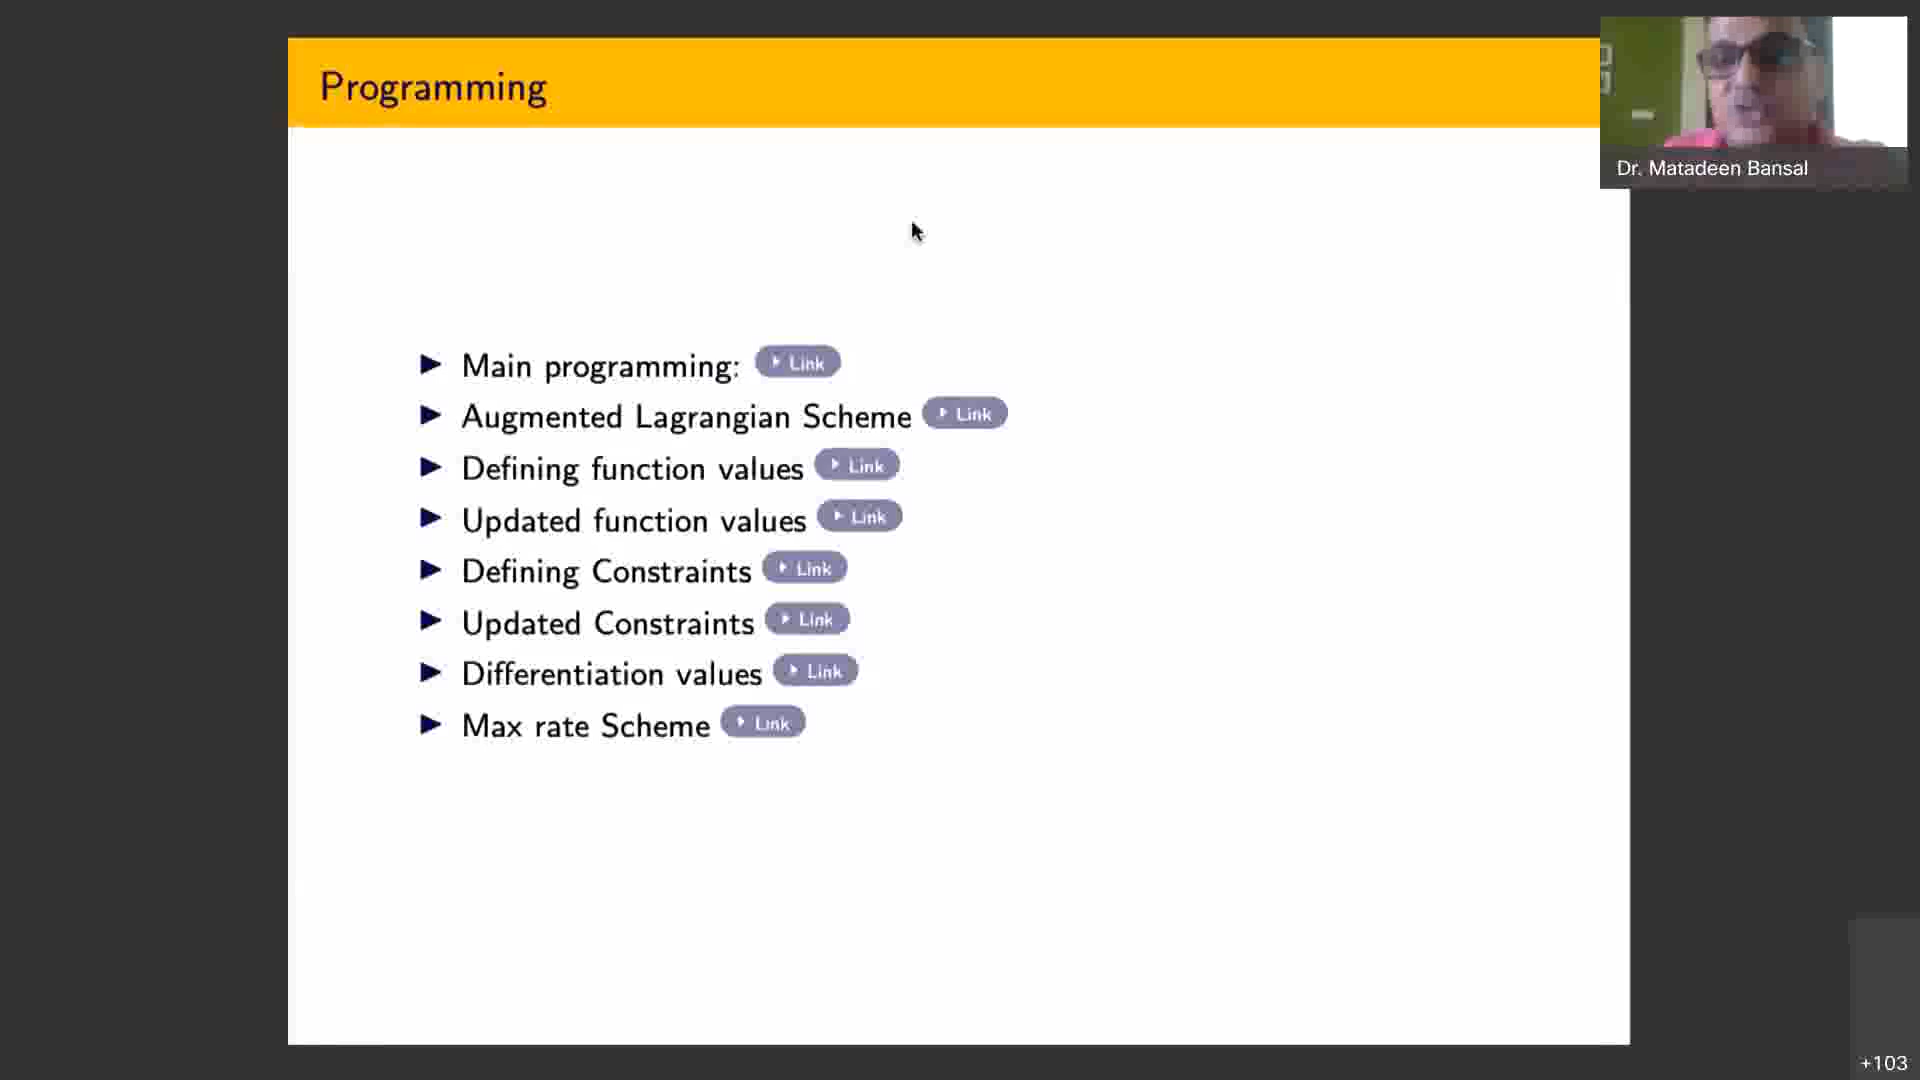 Programming
Dr. Matadeen Bansal
Main programming: Link
Augmented Lagrangian Scheme Link
Defining function values Link
Updated function values Link
Defining Constraints Link
Updated Constraints Link
Differentiation values Link
Max rate Scheme Link
+103